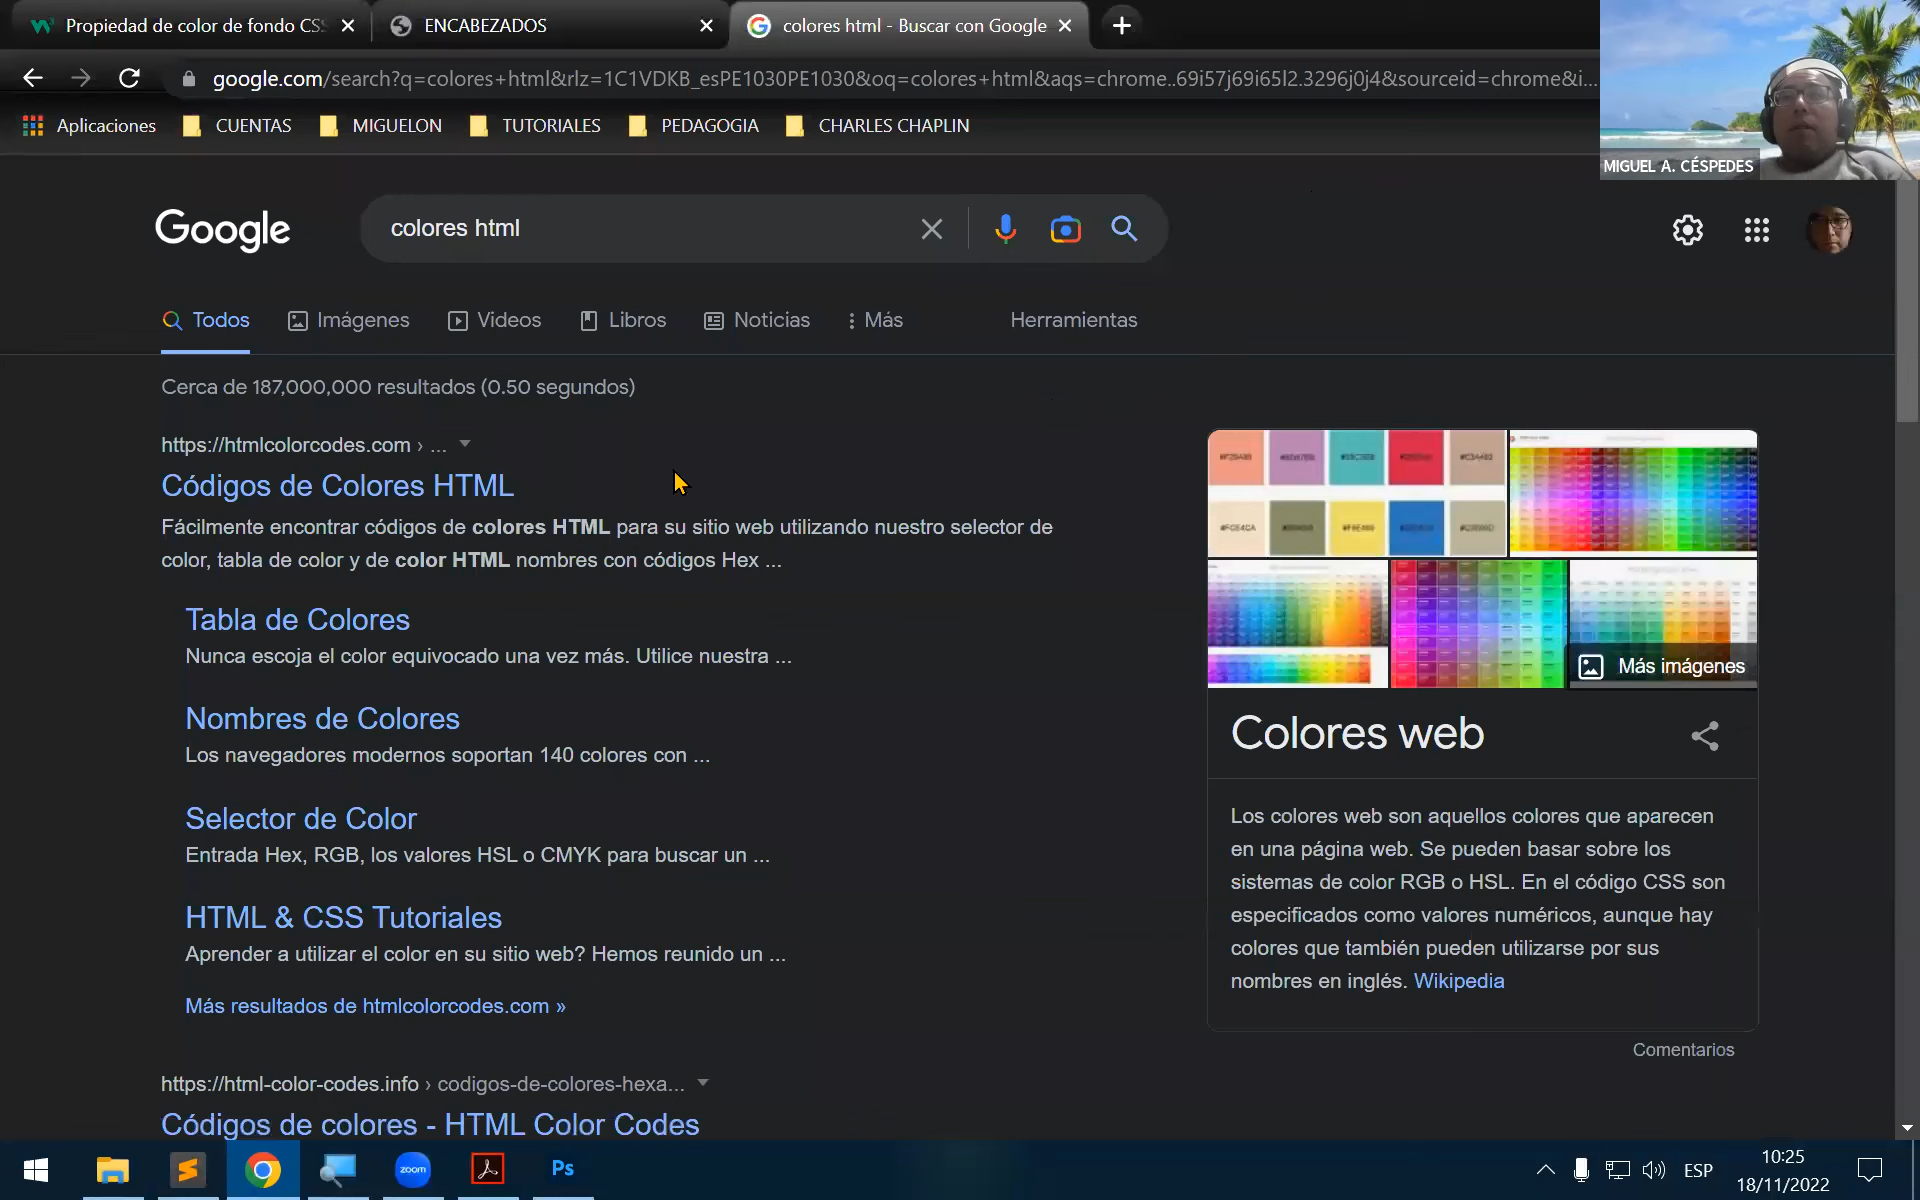 Propiedad de color de fondo CSS
ENCABEZADOS
colores html - Buscar con Google
google.com/search?q=colores+html&rlz=1C1VDKB_esPE1030PE1030&oq=colores+html&aqs=chrome..69i57j69i65l2.3296j0j4&sourceid=chrome&i...
Aplicaciones
CUENTAS
MIGUELON
TUTORIALES
PEDAGOGIA
CHARLES CHAPLIN
MIGUEL A. CÉSPEDES
Google
colores html
Todos
Imágenes
Videos
Libros
Noticias
Más
Herramientas
Cerca de 187,000,000 resultados (0.50 segundos)
https://htmlcolorcodes.com › ...
Códigos de Colores HTML
Fácilmente encontrar códigos de colores HTML para su sitio web utilizando nuestro selector de
color, tabla de color y de color HTML nombres con códigos Hex ...
Tabla de Colores
Nunca escoja el color equivocado una vez más. Utilice nuestra ...
Nombres de Colores
Los navegadores modernos soportan 140 colores con ...
Selector de Color
Entrada Hex, RGB, los valores HSL o CMYK para buscar un ...
HTML & CSS Tutoriales
Aprender a utilizar el color en su sitio web? Hemos reunido un ...
Más resultados de htmlcolorcodes.com »
https://html-color-codes.info › codigos-de-colores-hexa...
Códigos de colores - HTML Color Codes
Más imágenes
Colores web
Los colores web son aquellos colores que aparecen
en una página web. Se pueden basar sobre los
sistemas de color RGB o HSL. En el código CSS son
especificados como valores numéricos, aunque hay
colores que también pueden utilizarse por sus
nombres en inglés. Wikipedia
Comentarios
zoom
Ps
ESP
10:25
18/11/2022